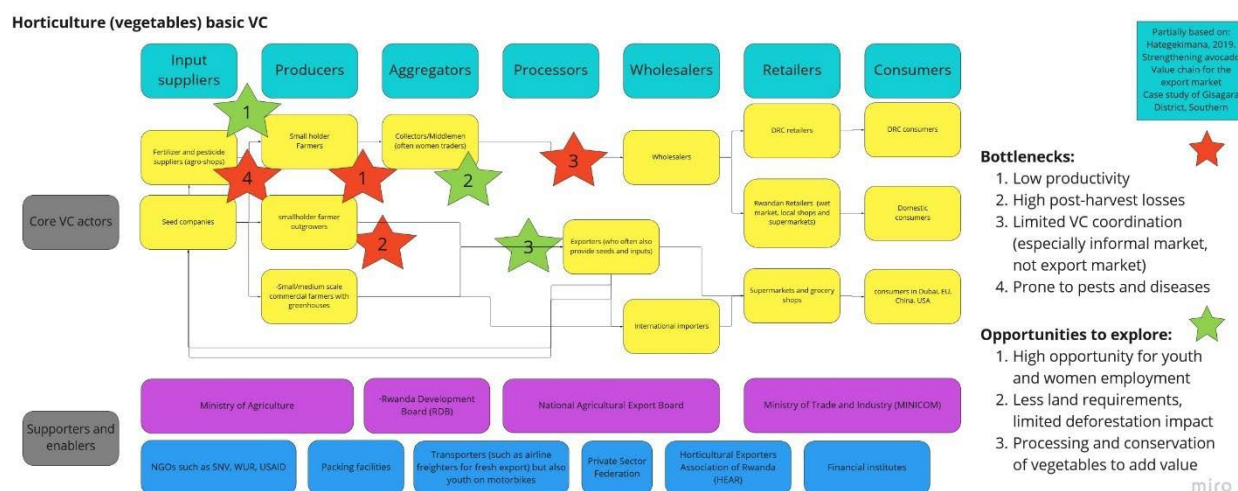 Horticulture (vegetables) basic VC
Input
suppliers
Producers
Aggregators
Processors
Wholesalers
Retailers
Consumers
Partially based on:
Hategekimana, 2019.
Strengthening avocado
Value chain for the
export market
Case study of Gisagara
District, Southern
1
Fertilizer and pesticide
suppliers (agro-shops)
Small holder
Farmers
Collectors/Middlemen
(often women traders)
Wholesalers
DRC retailers
DRC consumers
4
1
2
3
Core VC actors
Seed companies
smallholder farmer
outgrowers
2
3
Exporters (who often also
provide seeds and inputs)
Rwandan Retailers (wet
market, local shops and
supermarkets)
Domestic
consumers
-Small/medium scale
commercial farmers with
greenhouses
International importers
Supermarkets and grocery
shops
consumers in Dubai, EU,
China, USA
Bottlenecks:
1. Low productivity
2. High post-harvest losses
3. Limited VC coordination
(especially informal market,
not export market)
4. Prone to pests and diseases
Opportunities to explore:
1. High opportunity for youth
and women employment
2. Less land requirements,
limited deforestation impact
3. Processing and conservation
of vegetables to add value
Supporters and
enablers
Ministry of Agriculture
-Rwanda Development
Board (RDB)
National Agricultural Export Board
Ministry of Trade and Industry (MINICOM)
NGOs such as SNV, WUR, USAID
Packing facilities
Transporters (such as airline
freighters for fresh export) but also
youth on motorbikes
Private Sector
Federation
Horticultural Exporters
Association of Rwanda
(HEAR)
Financial institutes
miro